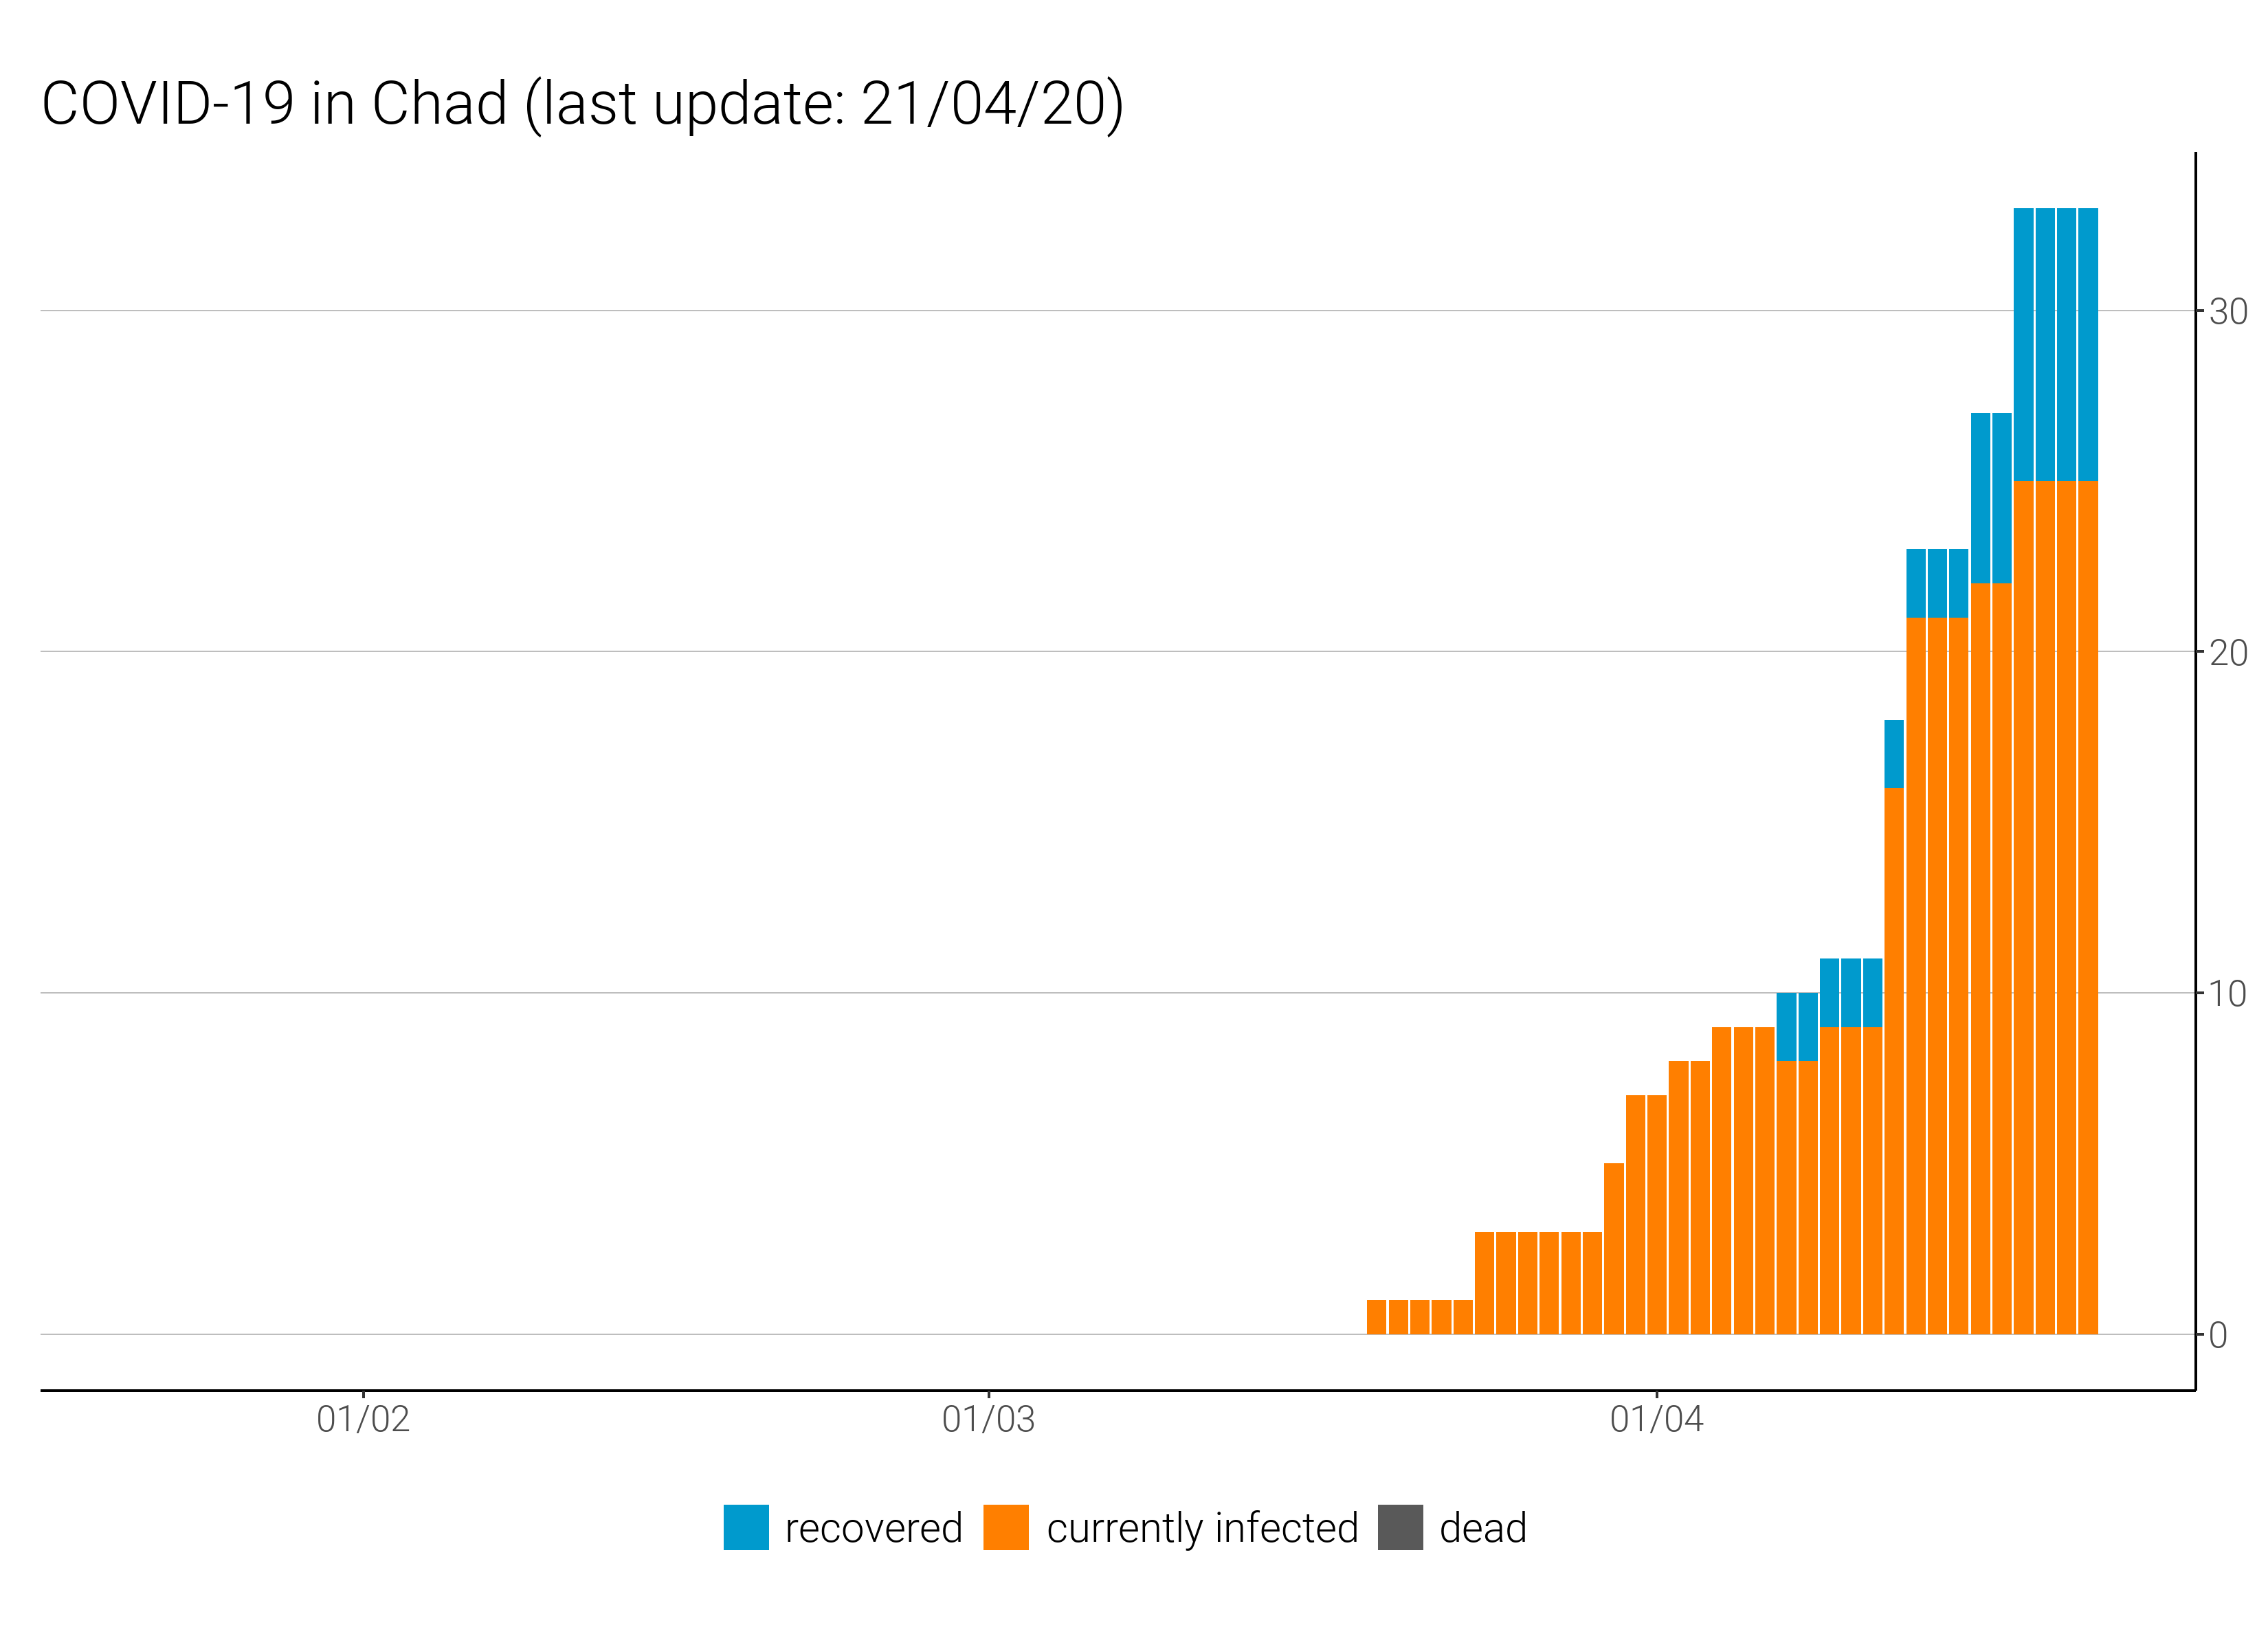 COVID-19 in Chad (last update: 21/04/20)
30
20
10
0
01/02 01/03 01/04
recovered currently infected dead